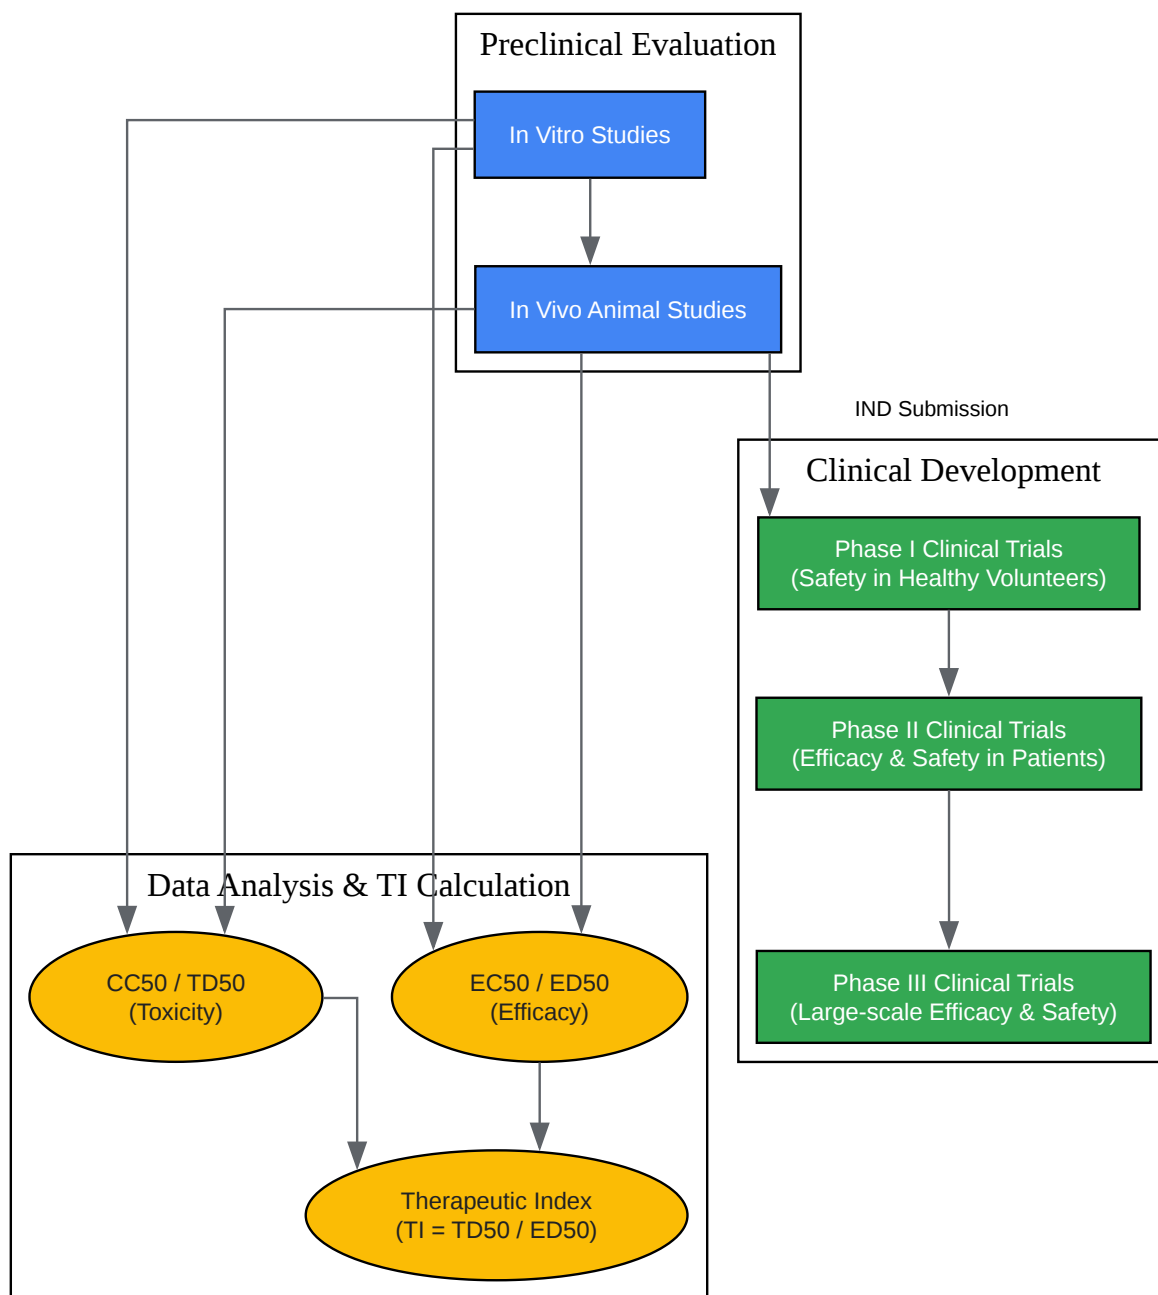 Preclinical Evaluation
In Vitro Studies
In Vivo Animal Studies
IND Submission
Clinical Development
Phase I Clinical Trials
(Safety in Healthy Volunteers)
Phase II Clinical Trials
(Efficacy & Safety in Patients)
Phase III Clinical Trials
(Large-scale Efficacy & Safety)
Data Analysis & TI Calculation
CC50 / TD50
(Toxicity)
EC50 / ED50
(Efficacy)
Therapeutic Index
(TI = TD50 / ED50)